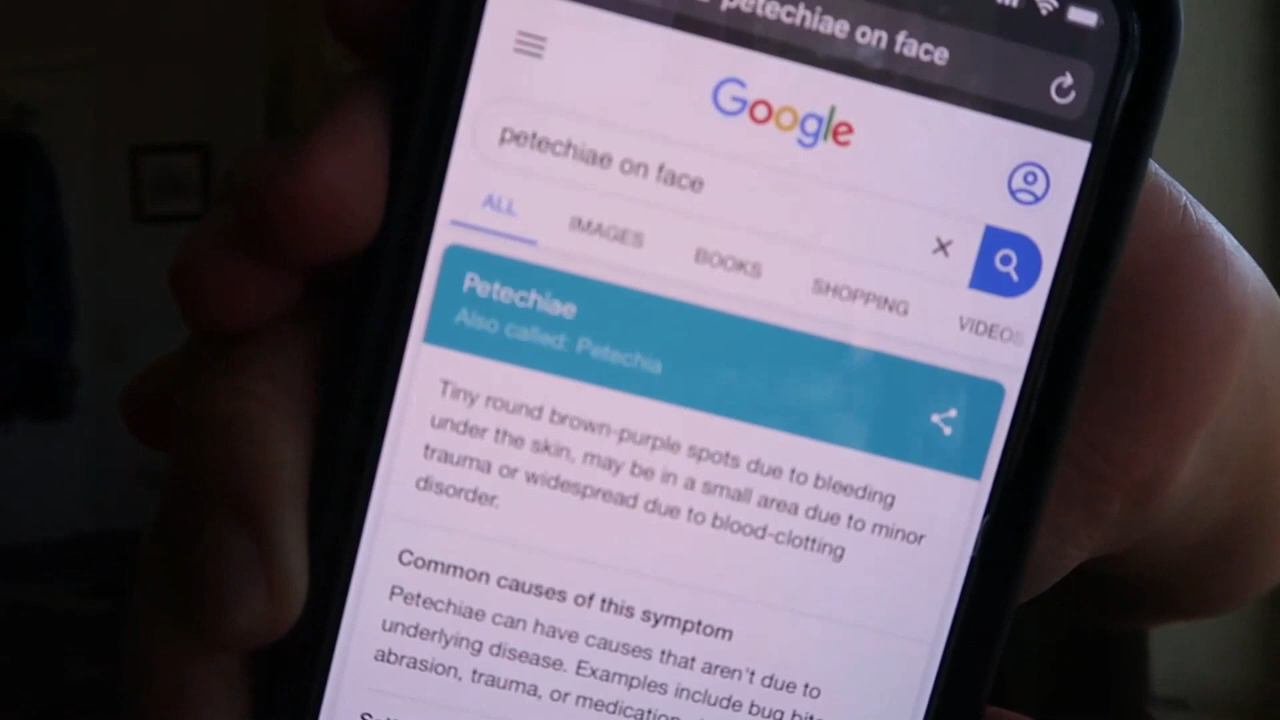 petechiae on face
Google
petechiae on face
ALL IMAGES BOOKS SHOPPING VIDEOS
Petechiae
Also called: Petechia
Tiny round brown-purple spots due to bleeding
under the skin, may be in a small area due to minor
trauma or widespread due to blood-clotting
disorder.
Common causes of this symptom
Petechiae can have causes that aren't due to
underlying disease. Examples include bug
abrasion, trauma, or